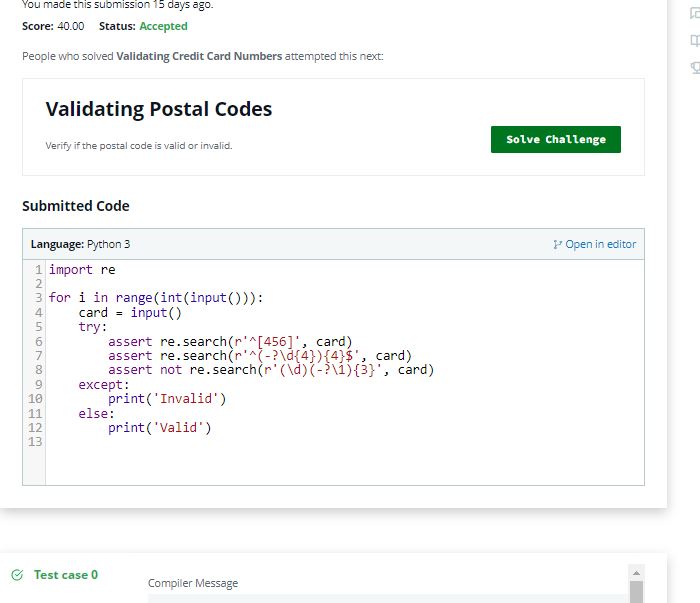 You made this submission 15 days ago.
Score: 40.00 Status: Accepted
People who solved Validating Credit Card Numbers attempted this next:
Validating Postal Codes
Verify if the postal code is valid or invalid.
Solve Challenge
Submitted Code
Language: Python 3
Open in editor
1 import re
2
3 for i in range(int(input())):
4     card = input()
5     try:
6         assert re.search(r'^[456]', card)
7         assert re.search(r'^(-?\d{4}){4}$', card)
8         assert not re.search(r'(\d)(-?\1){3}', card)
9     except:
10         print('Invalid')
11     else:
12         print('Valid')
13
Test case 0
Compiler Message